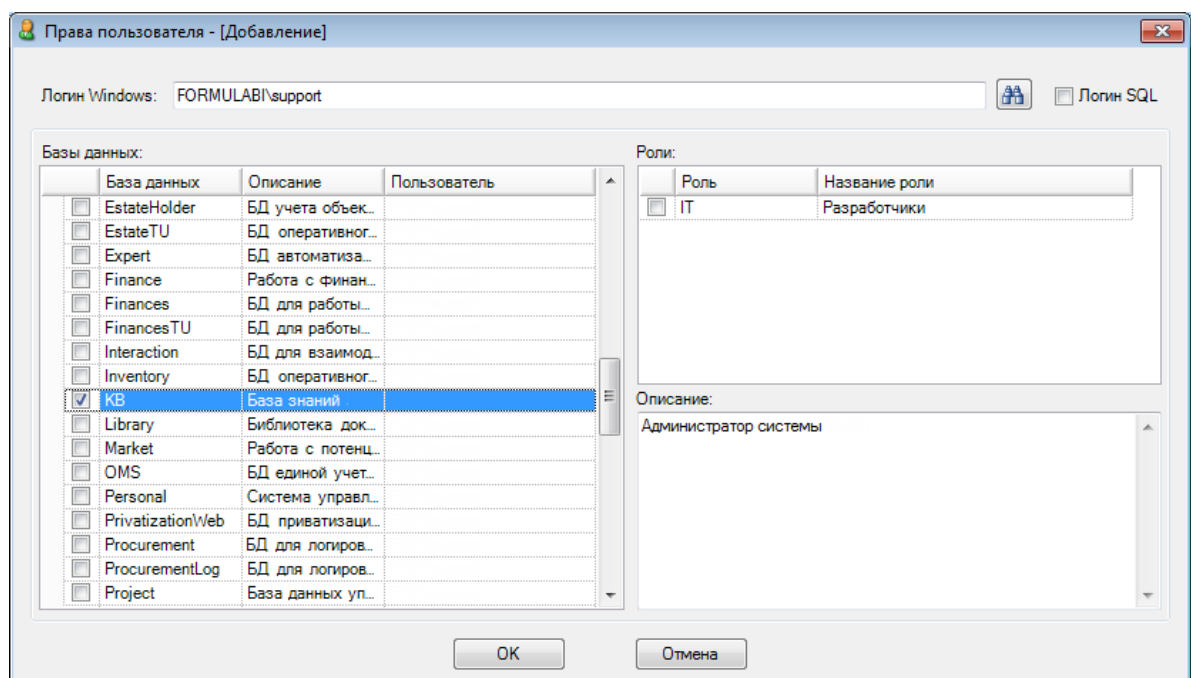 Права пользователя - [Добавление]
Логин Windows: FORMULABI\support Логин SQL
Базы данных:
База данных Описание Пользователь
EstateHolder БД учета объек...
EstateTU БД оперативног...
Expert БД автоматиза...
Finance Работа с финан...
Finances БД для работы...
FinancesTU БД для работы...
Interaction БД для взаимод...
Inventory БД оперативног...
KB База знаний
Library Библиотека док...
Market Работа с потенц...
OMS БД единой учет...
Personal Система управл...
PrivatizationWeb БД приватизаци...
Procurement БД для логиров...
ProcurementLog БД для логиров...
Project База данных уп...
Роли:
Роль Название роли
IT Разработчики
Описание:
Администратор системы
OK Отмена